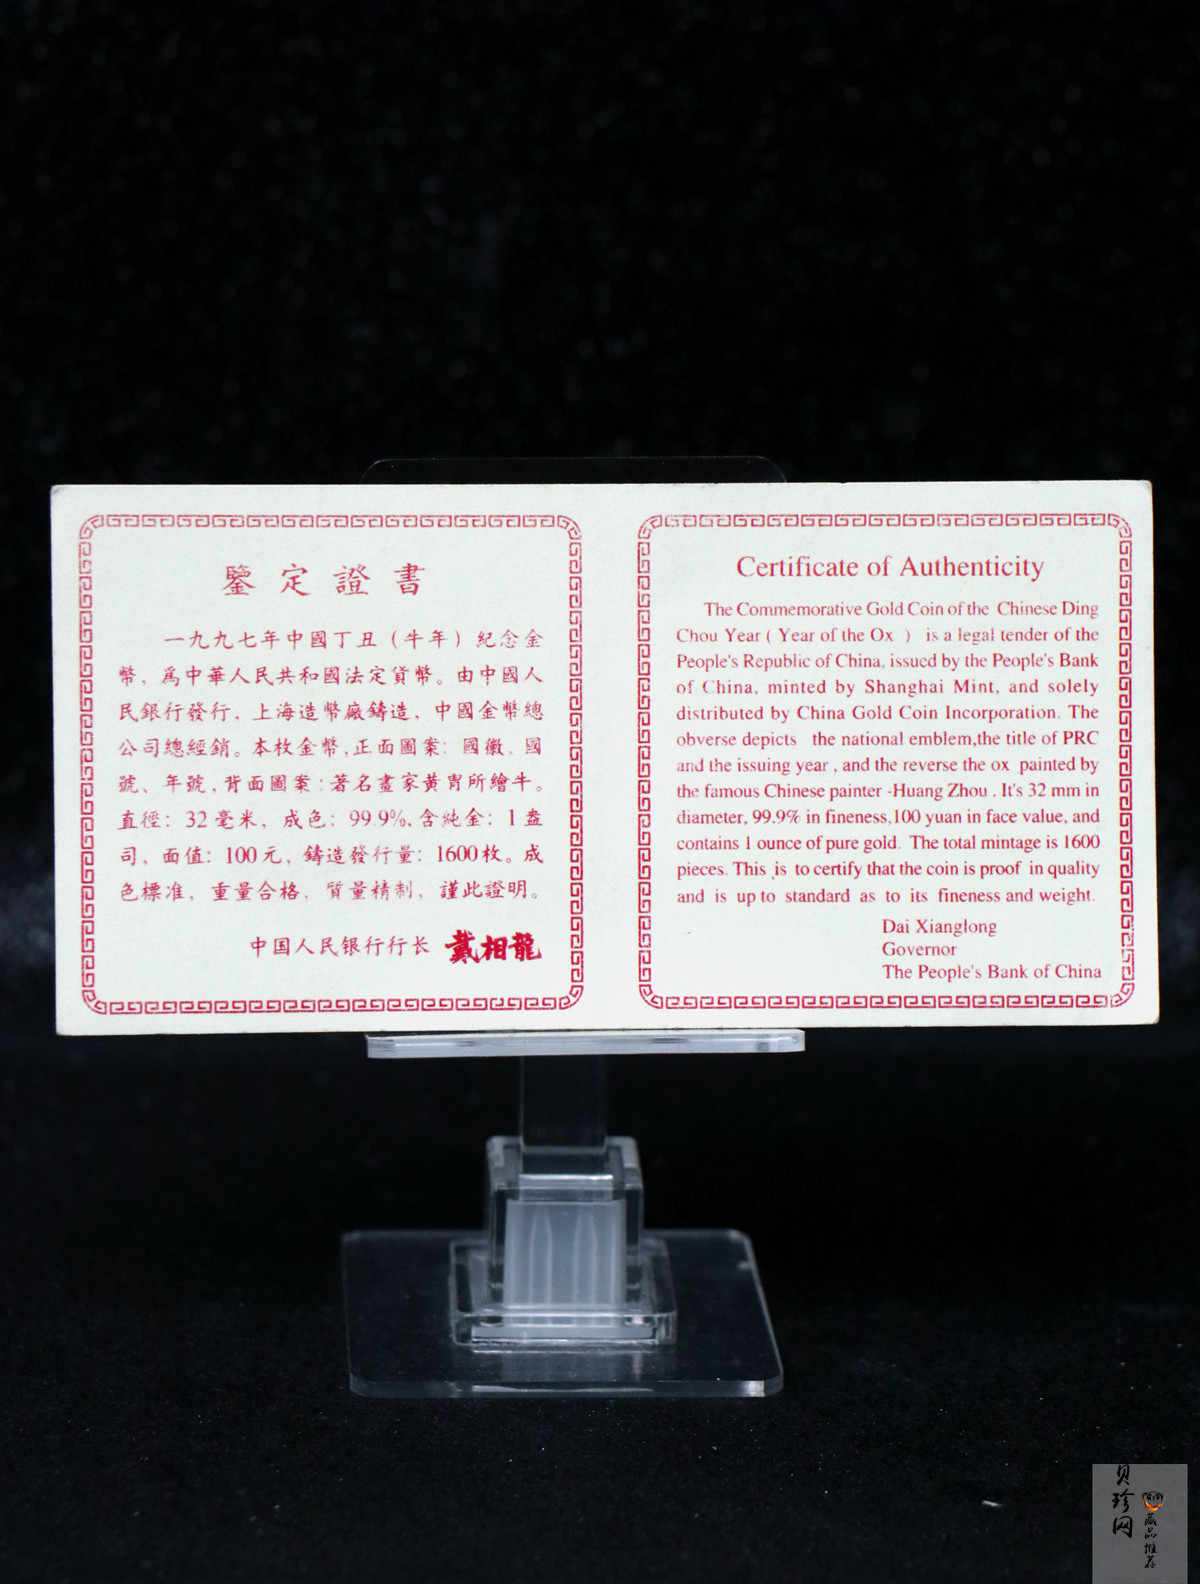 鑒定證書
一九九七年中國丁丑（牛年）紀念金
幣，爲中華人民共和國法定貨幣。由中國人
民銀行發行，上海造幣廠鑄造，中國金幣總
公司總經銷。本枚金幣，正面圖案：國徽、國
號、年號，背面圖案：著名畫家黄胄所繪牛。
直徑：32毫米，成色：99.9%，含純金：1盎
司，面值：100元，鑄造發行量：1600枚。成
色標准，重量合格，質量精制，謹此證明。
中国人民银行行长 戴相龍
Certificate of Authenticity
The Commemorative Gold Coin of the Chinese Ding
Chou Year ( Year of the Ox ) is a legal tender of the
People's Republic of China, issued by the People's Bank
of China, minted by Shanghai Mint, and solely
distributed by China Gold Coin Incorporation. The
obverse depicts the national emblem,the title of PRC
and the issuing year , and the reverse the ox painted by
the famous Chinese painter -Huang Zhou . It's 32 mm in
diameter, 99.9% in fineness,100 yuan in face value, and
contains 1 ounce of pure gold. The total mintage is 1600
pieces. This is to certify that the coin is proof in quality
and is up to standard as to its fineness and weight.
Dai Xianglong
Governor
The People's Bank of China
贝珍网
藏品推荐